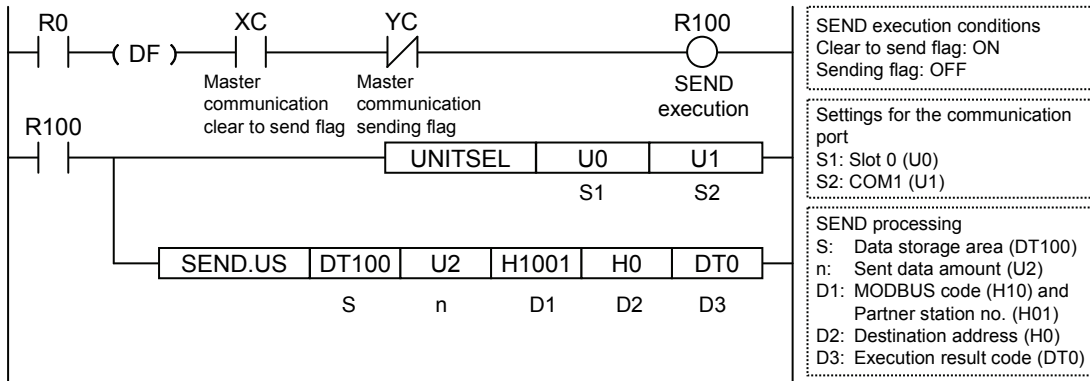 R0
XC
YC
R100
( DF )
Master
communication
clear to send flag
Master
communication
sending flag
SEND
execution
R100
UNITSEL U0 U1
S1 S2
SEND.US DT100 U2 H1001 H0 DT0
S n D1 D2 D3
SEND execution conditions
Clear to send flag: ON
Sending flag: OFF
Settings for the communication
port
S1: Slot 0 (U0)
S2: COM1 (U1)
SEND processing
S: Data storage area (DT100)
n: Sent data amount (U2)
D1: MODBUS code (H10) and
Partner station no. (H01)
D2: Destination address (H0)
D3: Execution result code (DT0)